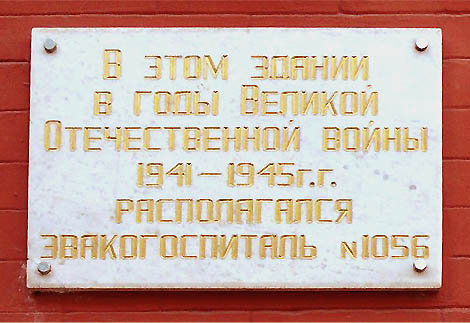 В этом здании
в годы Великой
Отечественной войны
1941–1945г.г.
располагался
эвакогоспиталь №1056